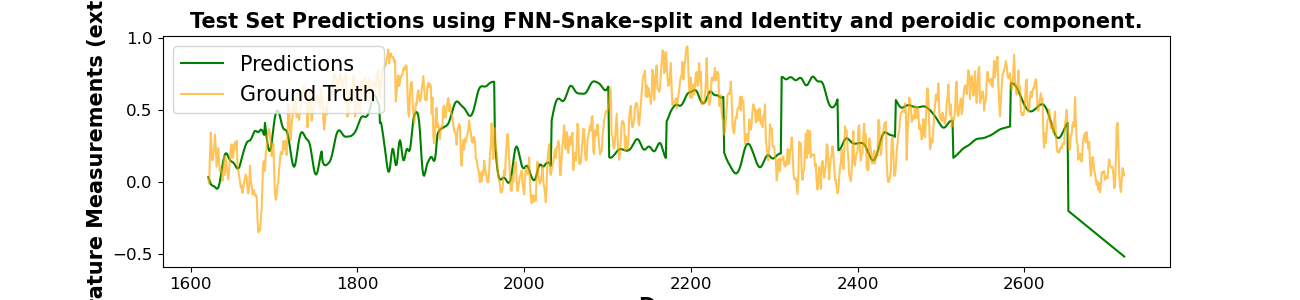 Test Set Predictions using FNN-Snake-split and Identity and peroidic component.
Predictions
Ground Truth
1.0
0.5
0.0
−0.5
1600 1800 2000 2200 2400 2600